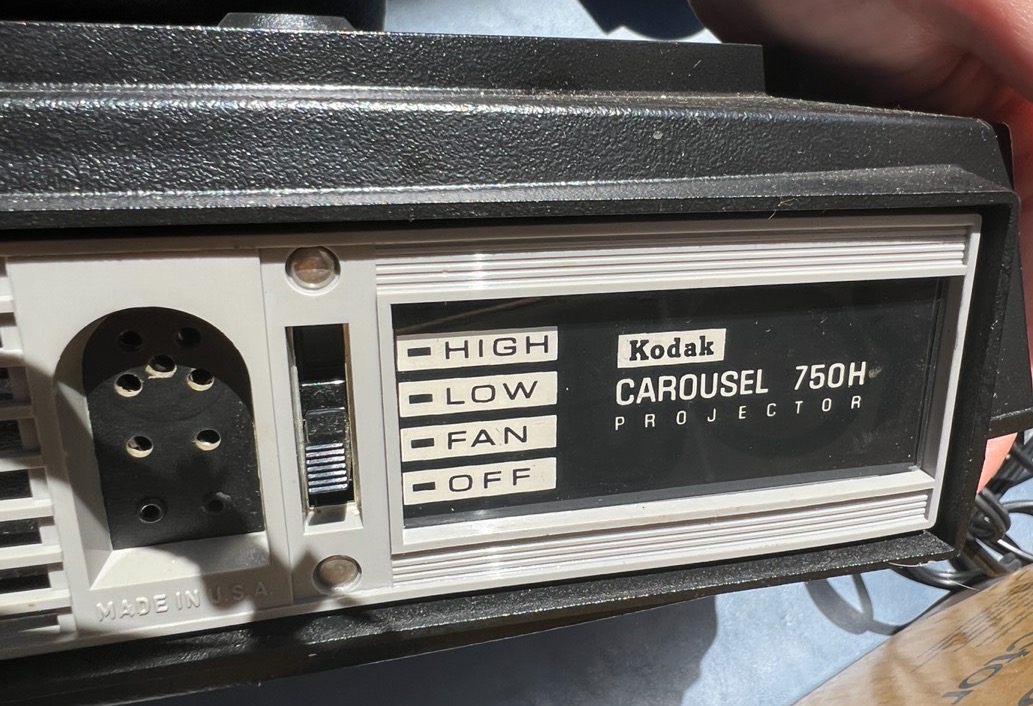 HIGH
LOW
FAN
OFF
Kodak
CAROUSEL 750H
PROJECTOR
MADE IN U.S.A.